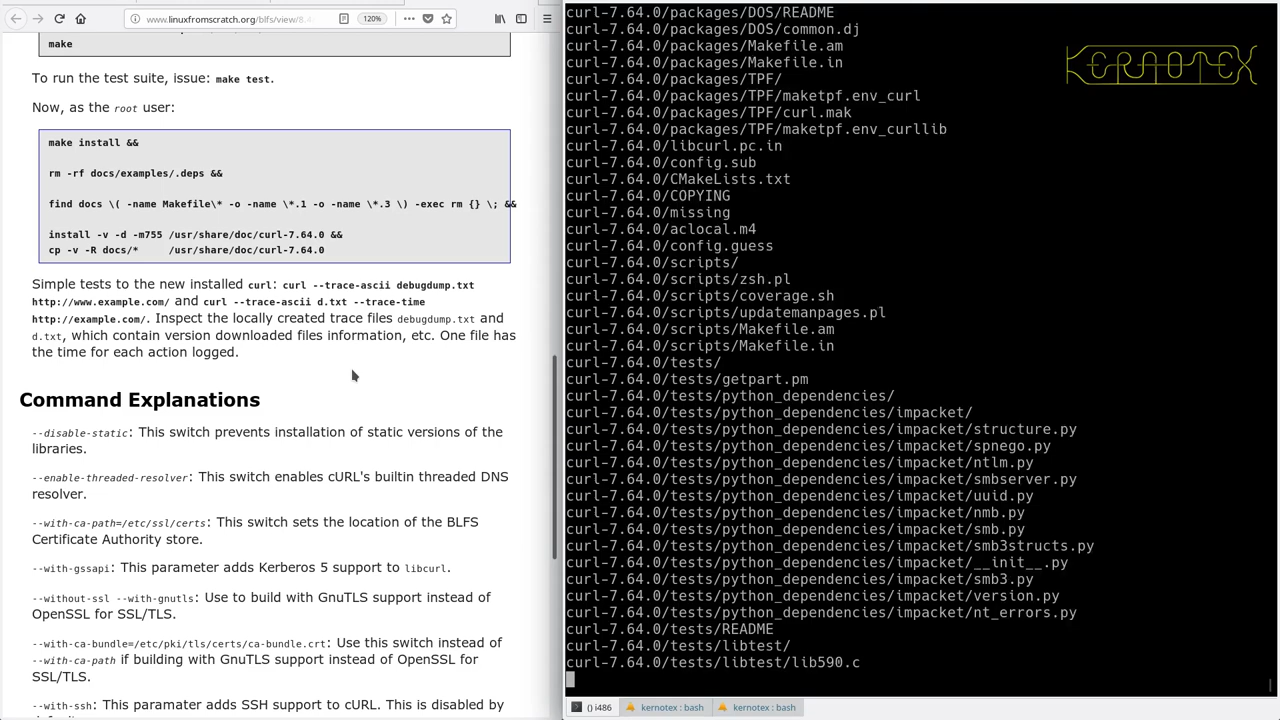 www.linuxfromscratch.org/blfs/view/8.4
120%
make
To run the test suite, issue: make test.
Now, as the root user:
make install &&
rm -rf docs/examples/.deps &&
find docs \( -name Makefile\* -o -name \*.1 -o -name \*.3 \) -exec rm {} \; &&
install -v -d -m755 /usr/share/doc/curl-7.64.0 &&
cp -v -R docs/*     /usr/share/doc/curl-7.64.0
Simple tests to the new installed curl: curl --trace-ascii debugdump.txt
http://www.example.com/ and curl --trace-ascii d.txt --trace-time
http://example.com/. Inspect the locally created trace files debugdump.txt and
d.txt, which contain version downloaded files information, etc. One file has
the time for each action logged.
Command Explanations
--disable-static: This switch prevents installation of static versions of the
libraries.
--enable-threaded-resolver: This switch enables cURL's builtin threaded DNS
resolver.
--with-ca-path=/etc/ssl/certs: This switch sets the location of the BLFS
Certificate Authority store.
--with-gssapi: This parameter adds Kerberos 5 support to libcurl.
--without-ssl --with-gnutls: Use to build with GnuTLS support instead of
OpenSSL for SSL/TLS.
--with-ca-bundle=/etc/pki/tls/certs/ca-bundle.crt: Use this switch instead of
--with-ca-path if building with GnuTLS support instead of OpenSSL for
SSL/TLS.
--with-ssh: This parameter adds SSH support to cURL. This is disabled by
curl-7.64.0/packages/DOS/README
curl-7.64.0/packages/DOS/common.dj
curl-7.64.0/packages/Makefile.am
curl-7.64.0/packages/Makefile.in
curl-7.64.0/packages/TPF/
curl-7.64.0/packages/TPF/maketpf.env_curl
curl-7.64.0/packages/TPF/curl.mak
curl-7.64.0/packages/TPF/maketpf.env_curllib
curl-7.64.0/libcurl.pc.in
curl-7.64.0/config.sub
curl-7.64.0/CMakeLists.txt
curl-7.64.0/COPYING
curl-7.64.0/missing
curl-7.64.0/aclocal.m4
curl-7.64.0/config.guess
curl-7.64.0/scripts/
curl-7.64.0/scripts/zsh.pl
curl-7.64.0/scripts/coverage.sh
curl-7.64.0/scripts/updatemanpages.pl
curl-7.64.0/scripts/Makefile.am
curl-7.64.0/scripts/Makefile.in
curl-7.64.0/tests/
curl-7.64.0/tests/getpart.pm
curl-7.64.0/tests/python_dependencies/
curl-7.64.0/tests/python_dependencies/impacket/
curl-7.64.0/tests/python_dependencies/impacket/structure.py
curl-7.64.0/tests/python_dependencies/impacket/spnego.py
curl-7.64.0/tests/python_dependencies/impacket/ntlm.py
curl-7.64.0/tests/python_dependencies/impacket/smbserver.py
curl-7.64.0/tests/python_dependencies/impacket/uuid.py
curl-7.64.0/tests/python_dependencies/impacket/nmb.py
curl-7.64.0/tests/python_dependencies/impacket/smb.py
curl-7.64.0/tests/python_dependencies/impacket/smb3structs.py
curl-7.64.0/tests/python_dependencies/impacket/__init__.py
curl-7.64.0/tests/python_dependencies/impacket/smb3.py
curl-7.64.0/tests/python_dependencies/impacket/version.py
curl-7.64.0/tests/python_dependencies/impacket/nt_errors.py
curl-7.64.0/tests/README
curl-7.64.0/tests/libtest/
curl-7.64.0/tests/libtest/lib590.c
KERNOTEX
() i486
kernotex : bash
kernotex : bash